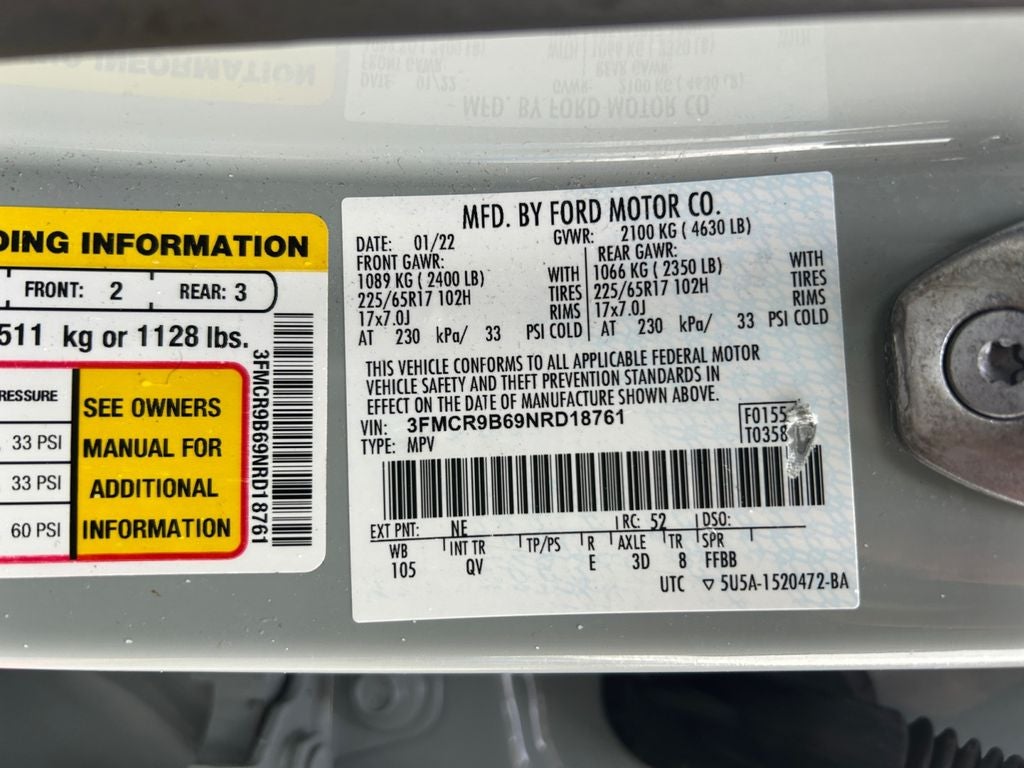 DING INFORMATION
FRONT: 2 REAR: 3
511 kg or 1128 lbs.
RESSURE
33 PSI
33 PSI
60 PSI
SEE OWNERS
MANUAL FOR
ADDITIONAL
INFORMATION
3FMCR9B69NRD18761
MFD. BY FORD MOTOR CO.
DATE: 01/22 GVWR: 2100 KG ( 4630 LB)
FRONT GAWR: REAR GAWR:
1089 KG ( 2400 LB) WITH 1066 KG ( 2350 LB) WITH
225/65R17 102H TIRES 225/65R17 102H TIRES
17x7.0J RIMS 17x7.0J RIMS
AT 230 kPa/ 33 PSI COLD AT 230 kPa/ 33 PSI COLD
THIS VEHICLE CONFORMS TO ALL APPLICABLE FEDERAL MOTOR
VEHICLE SAFETY AND THEFT PREVENTION STANDARDS IN
EFFECT ON THE DATE OF MANUFACTURE SHOWN ABOVE.
VIN: 3FMCR9B69NRD18761 F0155
TYPE: MPV T0358
EXT PNT: NE RC: 52 DSO:
WB INT TR TP/PS R AXLE TR SPR
105 QV E 3D 8 FFBB
UTC ▽ 5U5A-1520472-BA